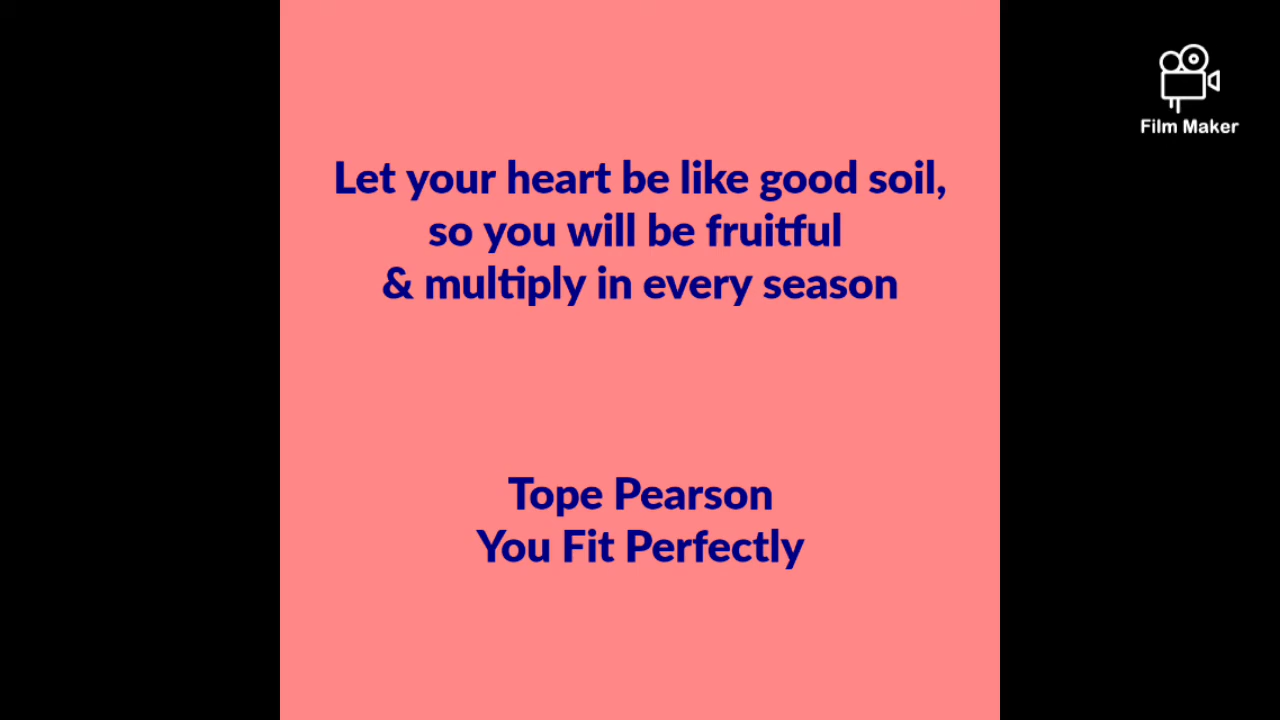 Film Maker
Let your heart be like good soil,
so you will be fruitful
& multiply in every season
Tope Pearson
You Fit Perfectly